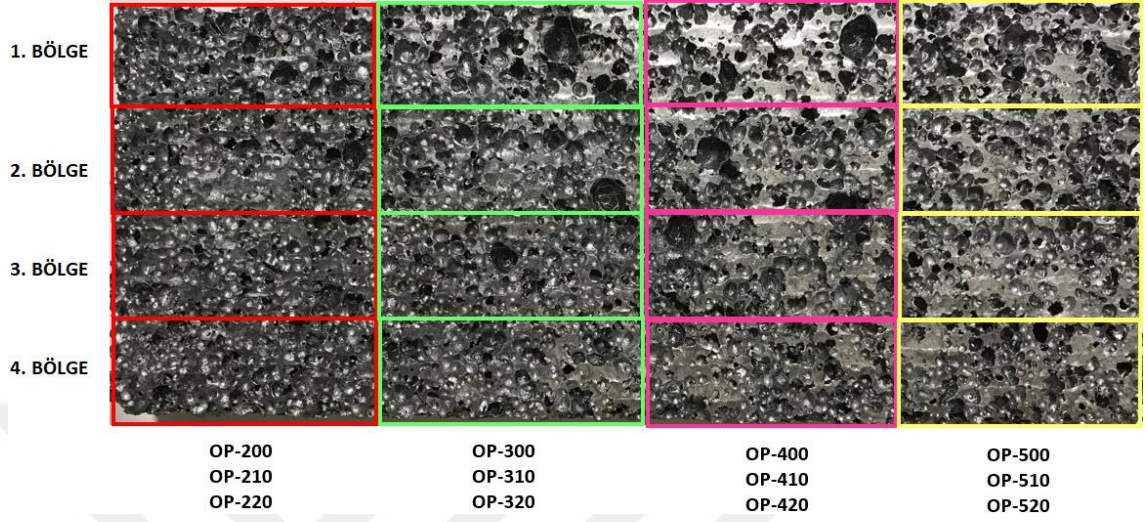 1. BÖLGE
2. BÖLGE
3. BÖLGE
4. BÖLGE
OP-200 OP-300 OP-400 OP-500
OP-210 OP-310 OP-410 OP-510
OP-220 OP-320 OP-420 OP-520